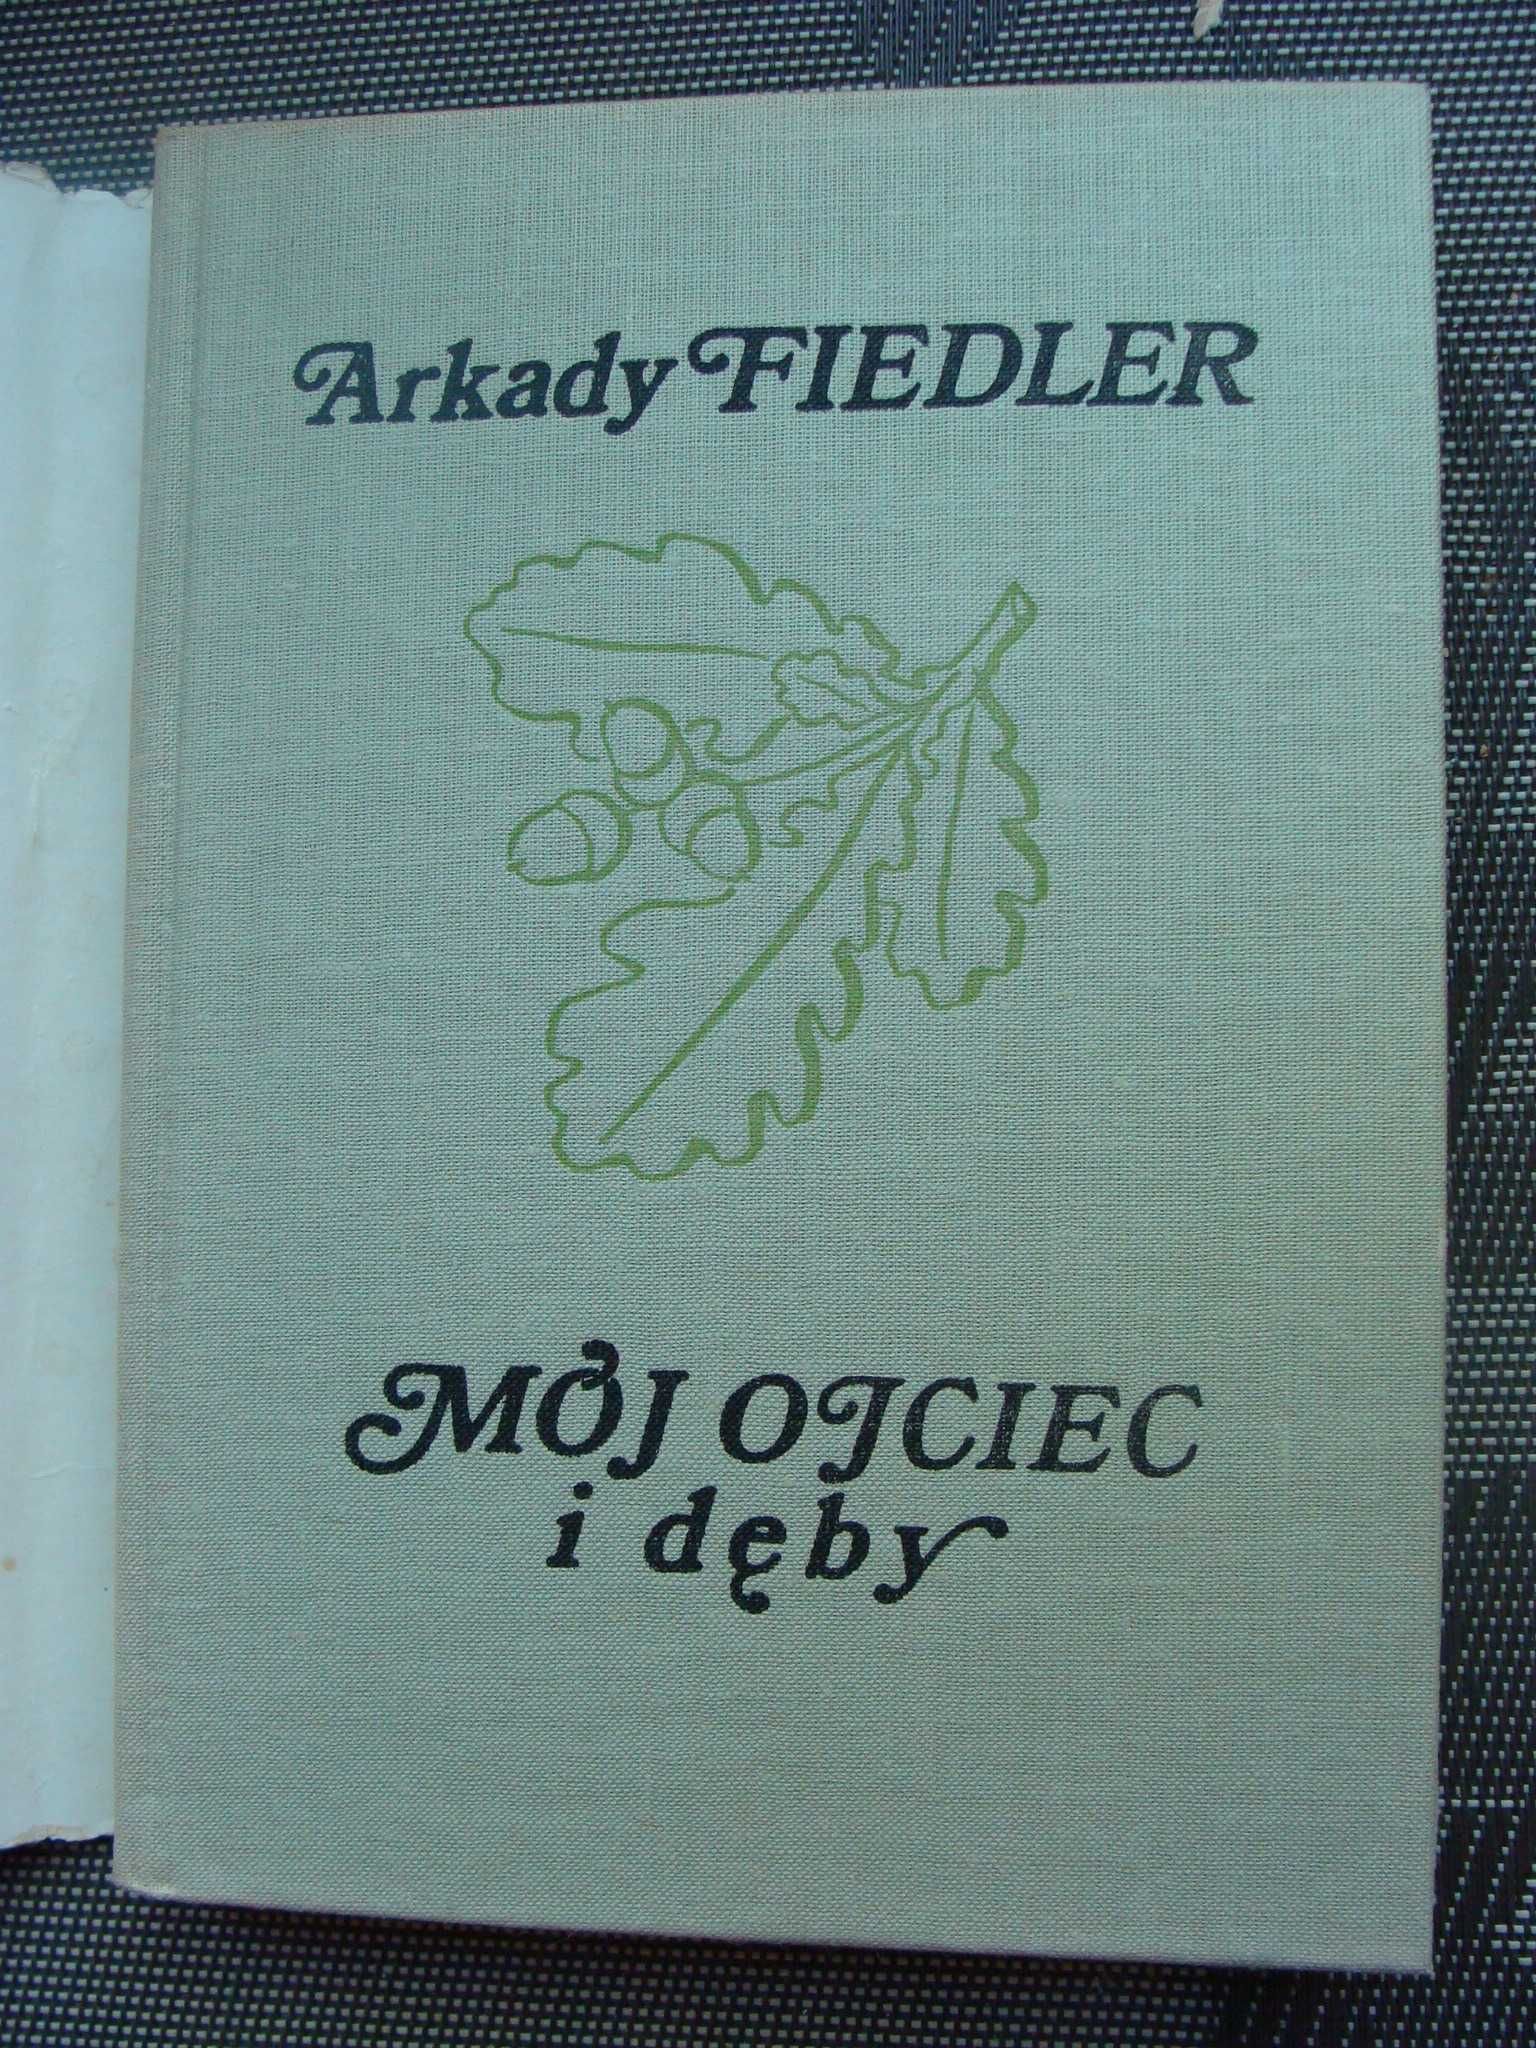 Arkady FIEDLER
MÓJ OJCIEC
i dęby